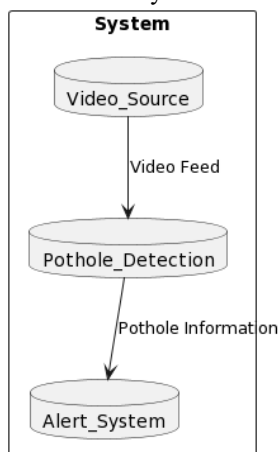 System
Video_Source
Video Feed
Pothole_Detection
Pothole Information
Alert_System